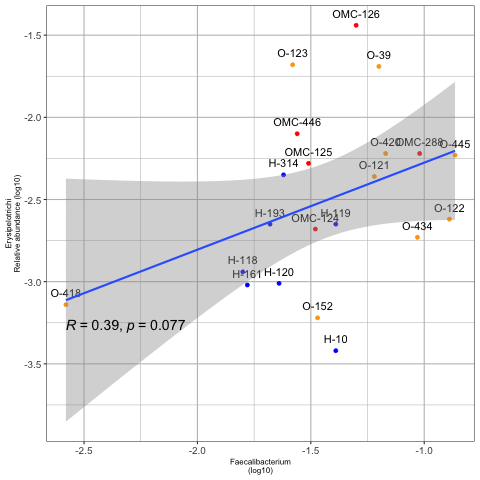 OMC-126
-1.5
O-123
O-39
-2.0
OMC-446
O-420
OMC-288
O-445
OMC-125
H-314
O-121
-2.5
H-193
H-119
O-122
OMC-124
O-434
H-118
-3.0
H-161
H-120
O-418
O-152
R = 0.39, p = 0.077
H-10
-3.5
Erysipelotrichi
Relative abundance (log10)
-2.5
-2.0
-1.5
-1.0
Faecalibacterium
(log10)